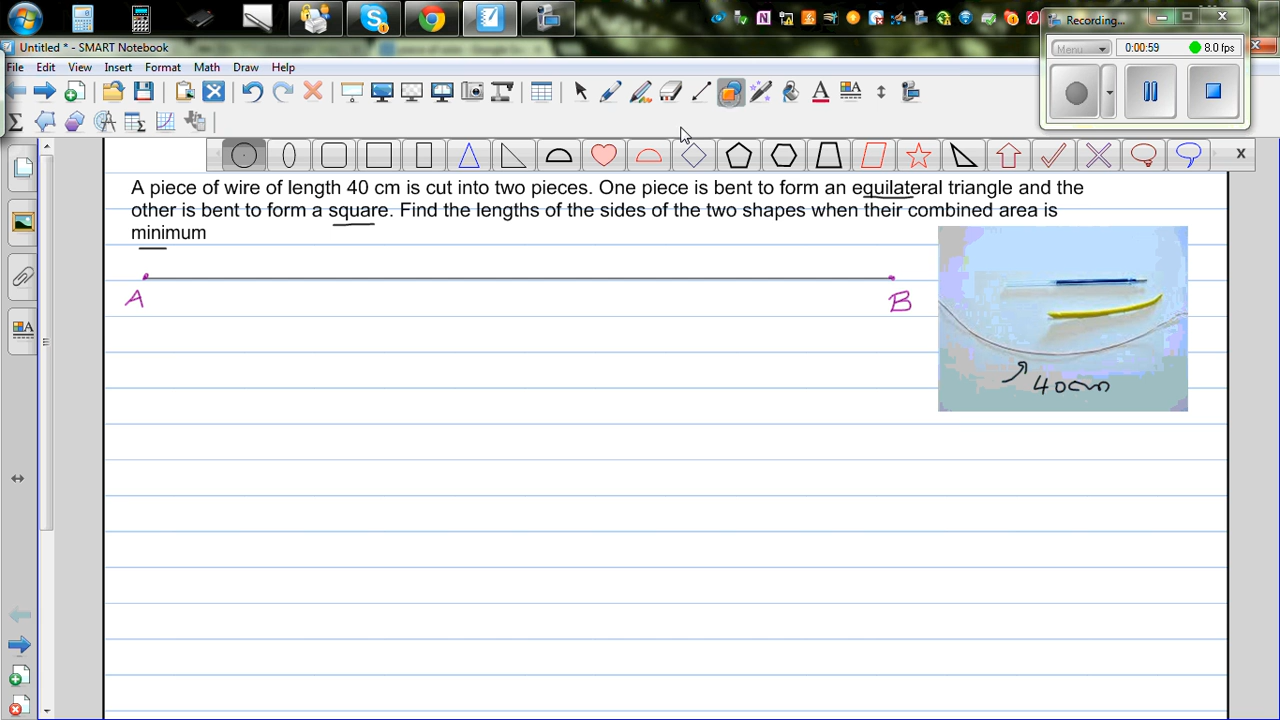 Recording...
Untitled * - SMART Notebook
Menu
0:00:59
8.0 fps
File Edit View Insert Format Math Draw Help
A piece of wire of length 40 cm is cut into two pieces. One piece is bent to form an equilateral triangle and the
other is bent to form a square. Find the lengths of the sides of the two shapes when their combined area is
minimum
A
B
40cm